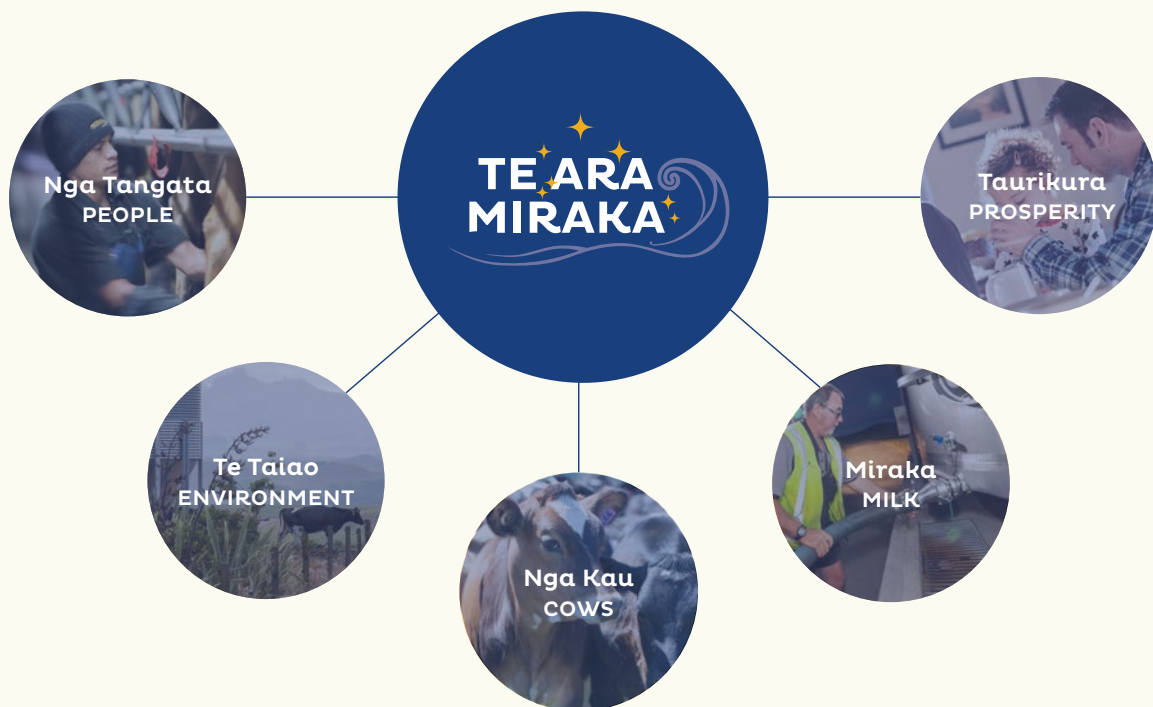 TE ARA
MIRAKA
Nga Tangata
PEOPLE
Te Taiao
ENVIRONMENT
Nga Kau
COWS
Miraka
MILK
Taurikura
PROSPERITY